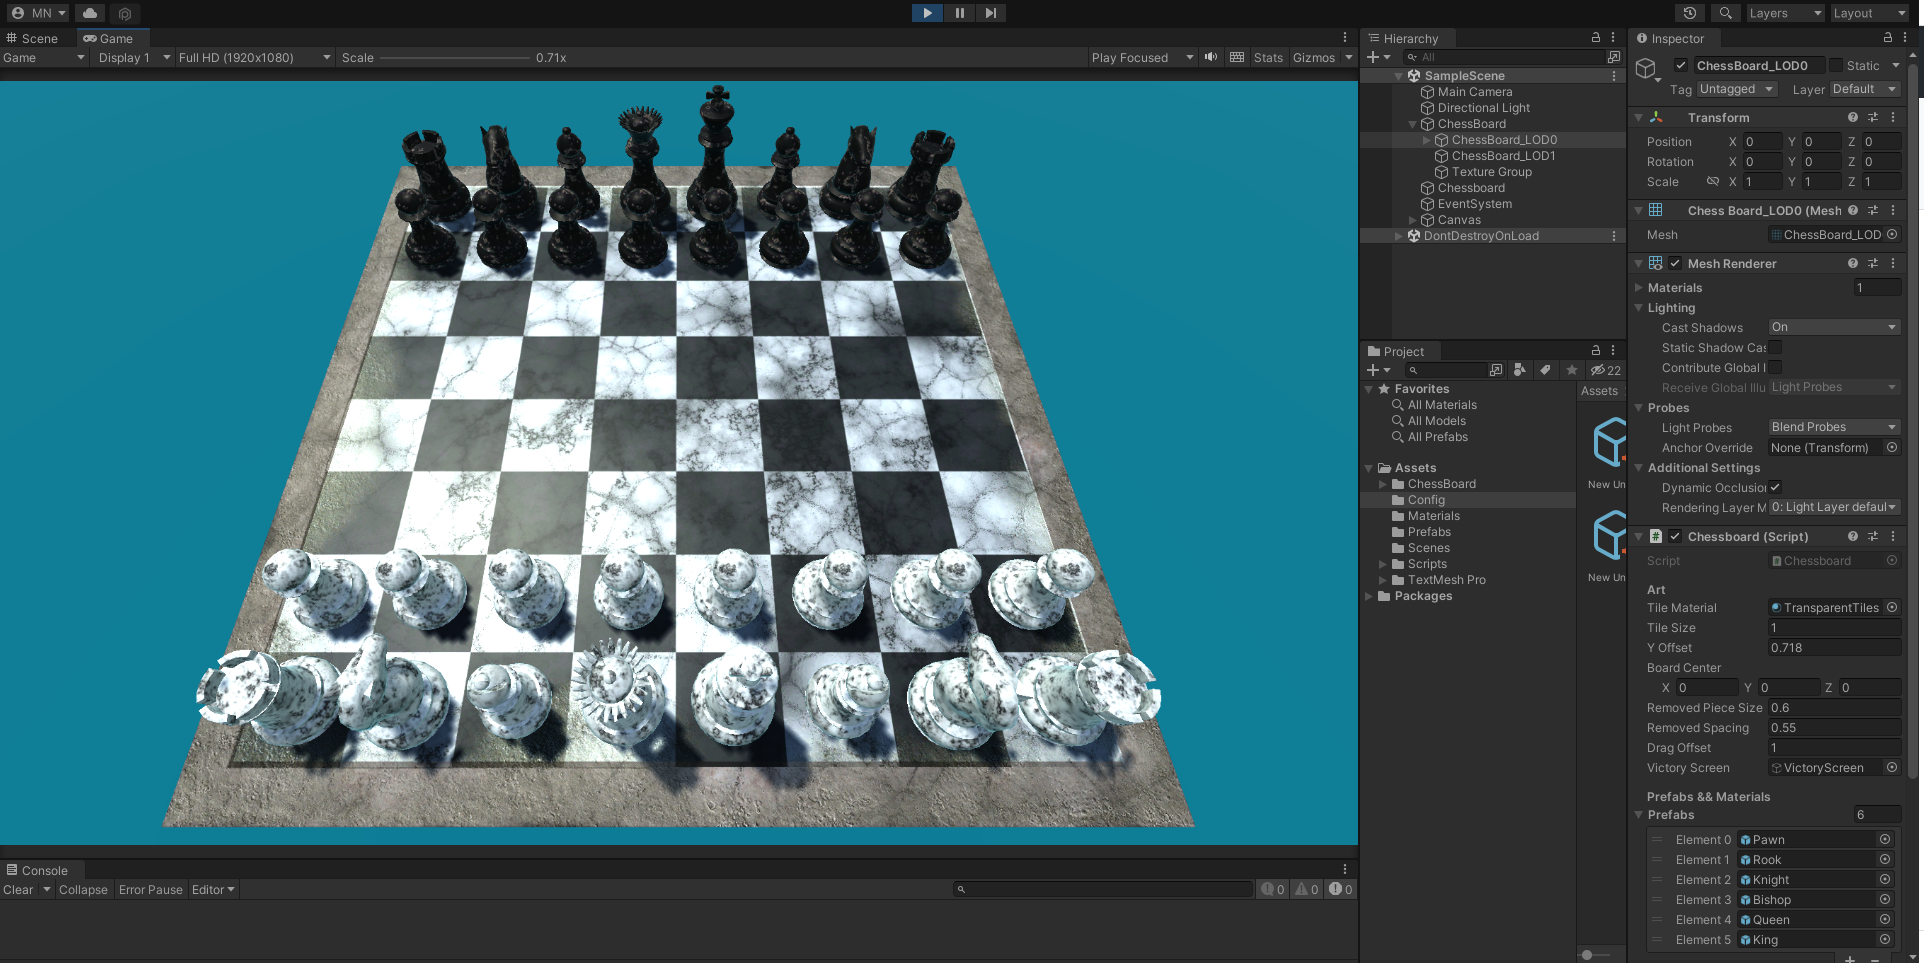 MN
Layers
Layout
Scene
Game
Game
Display 1
Full HD (1920x1080)
Scale
0.71x
Play Focused
Stats
Gizmos
Hierarchy
All
SampleScene
Main Camera
Directional Light
ChessBoard
ChessBoard_LOD0
ChessBoard_LOD1
Texture Group
Chessboard
EventSystem
Canvas
DontDestroyOnLoad
Project
22
Favorites
All Materials
All Models
All Prefabs
Assets
ChessBoard
Config
Materials
Prefabs
Scenes
Scripts
TextMesh Pro
Packages
Assets
New Un
New Un
Inspector
ChessBoard_LOD0
Static
Tag Untagged Layer Default
Transform
Position X 0 Y 0 Z 0
Rotation X 0 Y 0 Z 0
Scale X 1 Y 1 Z 1
Chess Board_LOD0 (Mesh
Mesh ChessBoard_LOD
Mesh Renderer
Materials 1
Lighting
Cast Shadows On
Static Shadow Cas
Contribute Global I
Receive Global Illu Light Probes
Probes
Light Probes Blend Probes
Anchor Override None (Transform)
Additional Settings
Dynamic Occlusion
Rendering Layer M 0: Light Layer defaul
Chessboard (Script)
Script Chessboard
Art
Tile Material TransparentTiles
Tile Size 1
Y Offset 0.718
Board Center
X 0 Y 0 Z 0
Removed Piece Size 0.6
Removed Spacing 0.55
Drag Offset 1
Victory Screen VictoryScreen
Prefabs && Materials
Prefabs 6
Element 0 Pawn
Element 1 Rook
Element 2 Knight
Element 3 Bishop
Element 4 Queen
Element 5 King
Console
Clear
Collapse
Error Pause
Editor
0
0
0